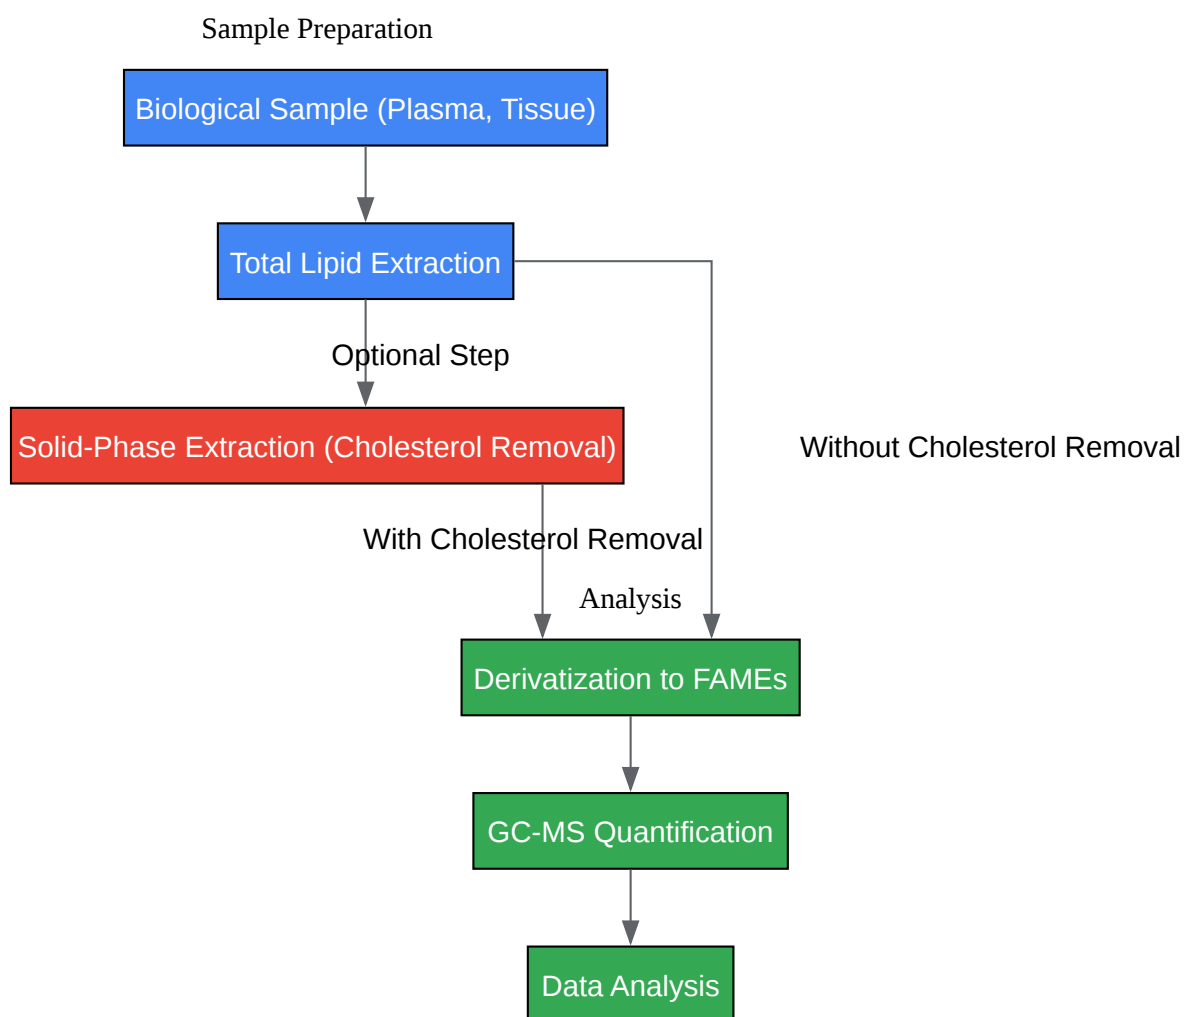 Sample Preparation
Biological Sample (Plasma, Tissue)
Total Lipid Extraction
Optional Step
Solid-Phase Extraction (Cholesterol Removal)
Without Cholesterol Removal
With Cholesterol Removal
Analysis
Derivatization to FAMEs
GC-MS Quantification
Data Analysis